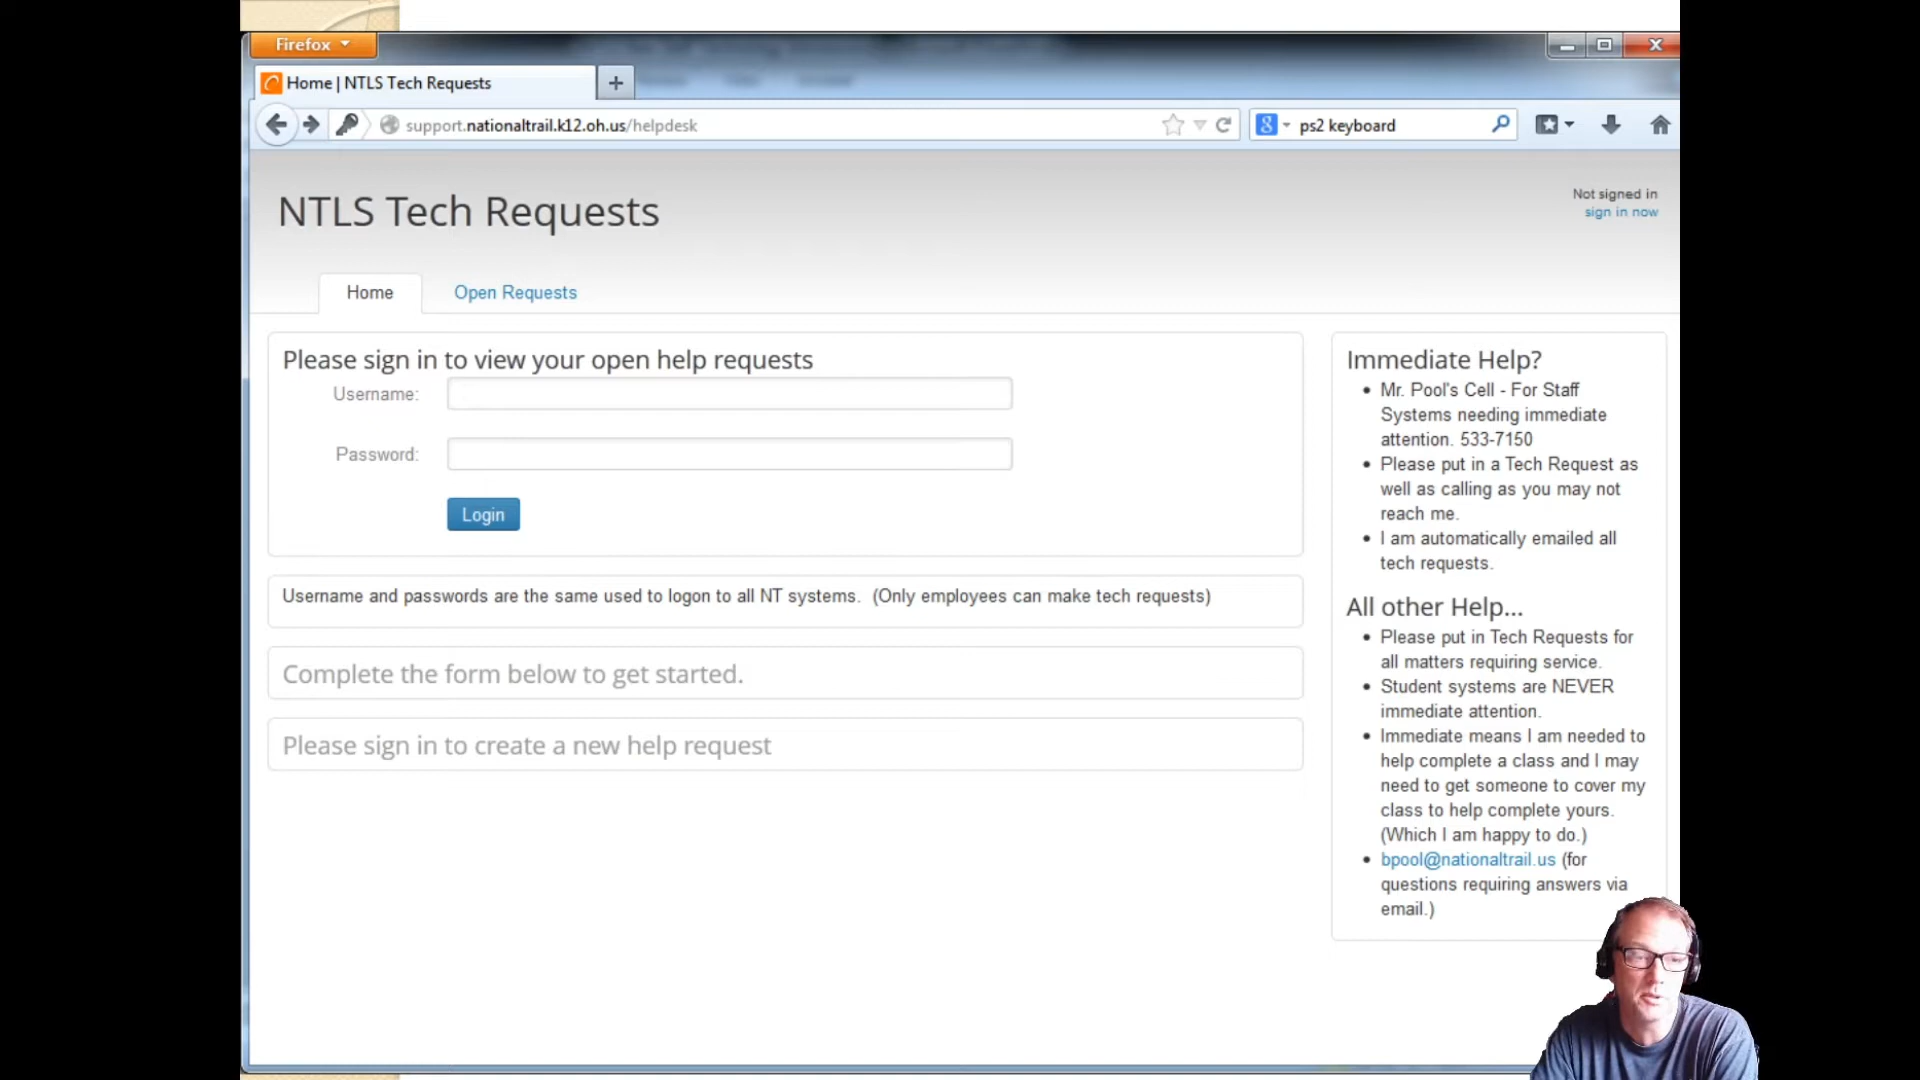 Firefox
Home | NTLS Tech Requests
support.nationaltrail.k12.oh.us/helpdesk
ps2 keyboard
NTLS Tech Requests
Not signed in
sign in now
Home
Open Requests
Please sign in to view your open help requests
Username:
Password:
Login
Username and passwords are the same used to logon to all NT systems.  (Only employees can make tech requests)
Complete the form below to get started.
Please sign in to create a new help request
Immediate Help?
Mr. Pool's Cell - For Staff
Systems needing immediate
attention. 533-7150
Please put in a Tech Request as
well as calling as you may not
reach me.
I am automatically emailed all
tech requests.
All other Help...
Please put in Tech Requests for
all matters requiring service.
Student systems are NEVER
immediate attention.
Immediate means I am needed to
help complete a class and I may
need to get someone to cover my
class to help complete yours.
(Which I am happy to do.)
bpool@nationaltrail.us (for
questions requiring answers via
email.)